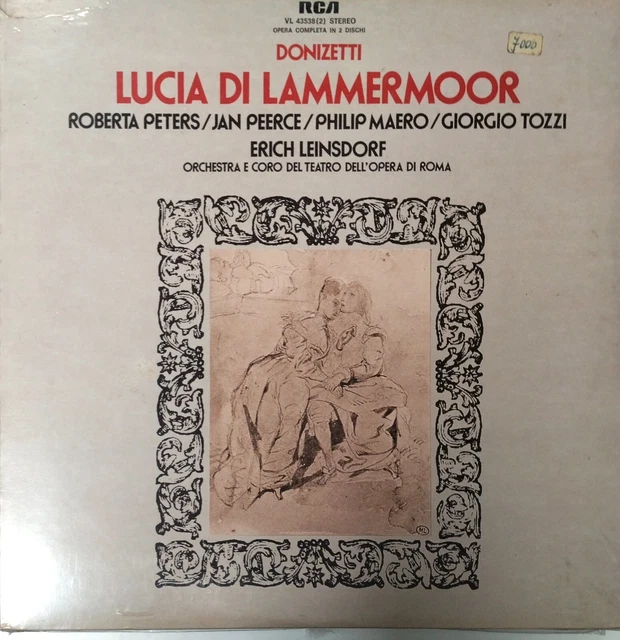 RCA
VL 43538(2) STEREO
OPERA COMPLETA IN 2 DISCHI
7000
DONIZETTI
LUCIA DI LAMMERMOOR
ROBERTA PETERS/JAN PEERCE/PHILIP MAERO/GIORGIO TOZZI
ERICH LEINSDORF
ORCHESTRA E CORO DEL TEATRO DELL'OPERA DI ROMA
ML